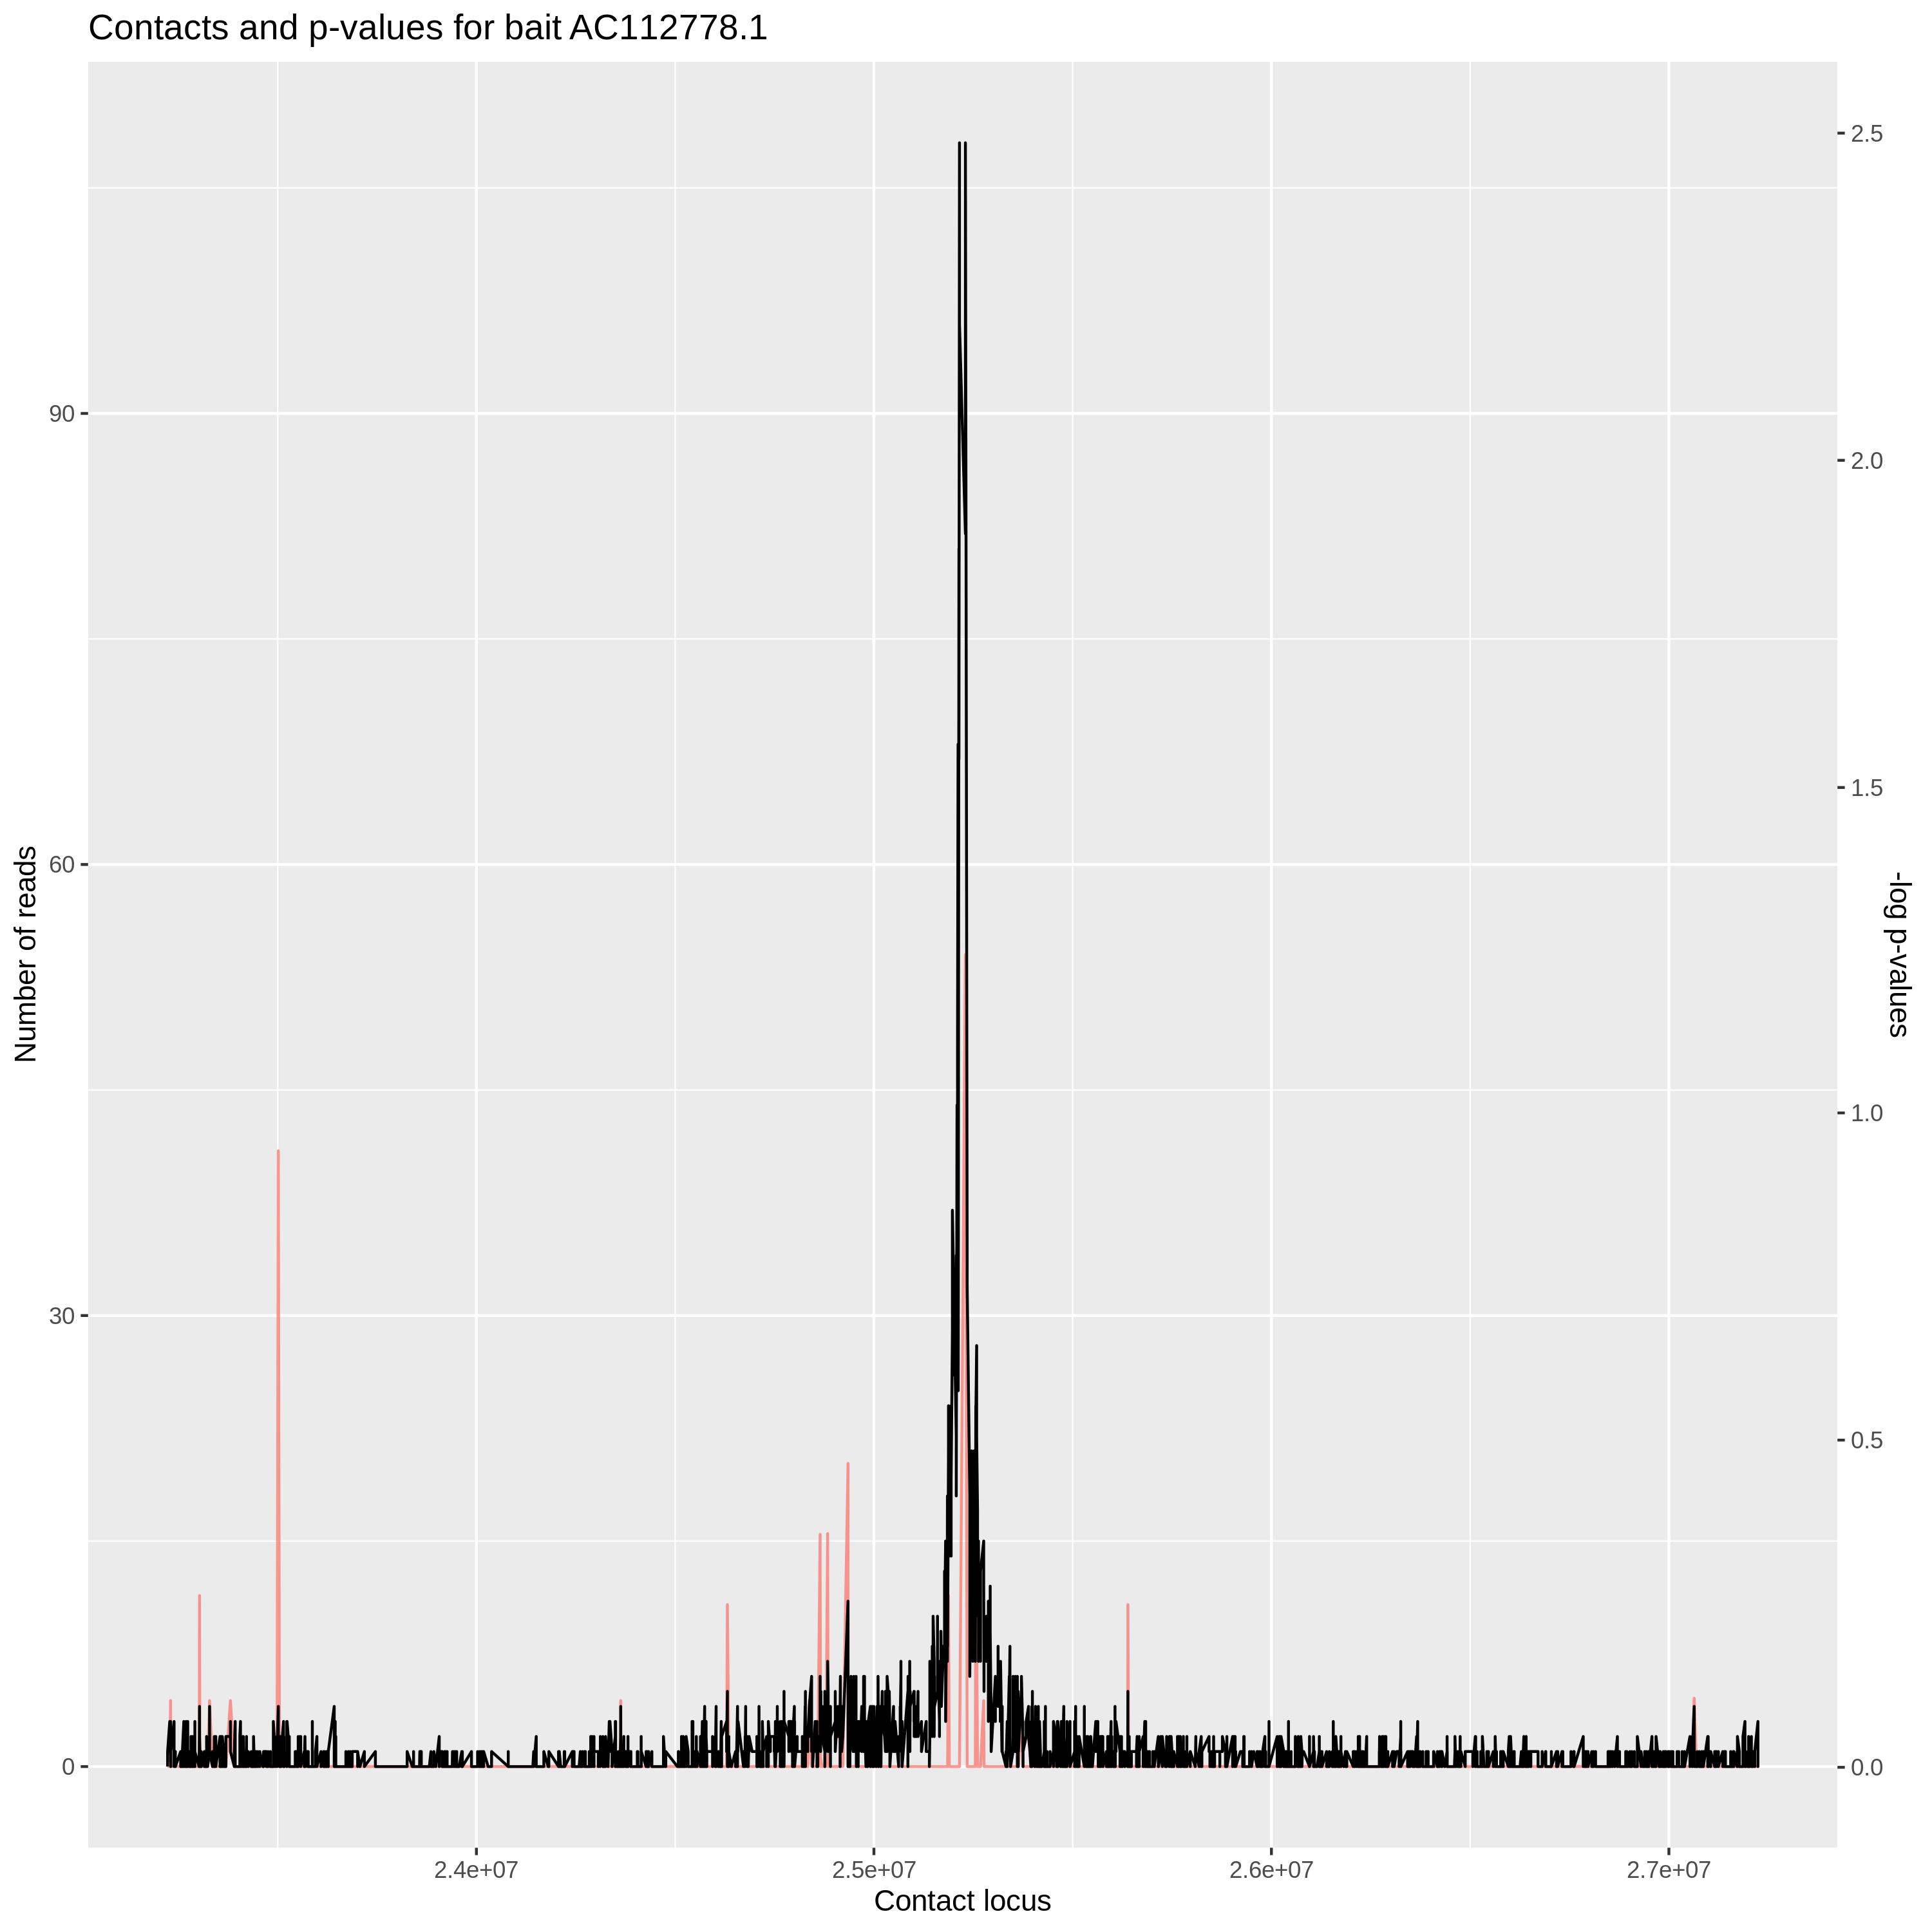 Contacts and p-values for bait AC112778.1
2.5
90
2.0
1.5
60
Number of reads
-log p-values
1.0
30
0.5
0
0.0
2.4e+07 2.5e+07 2.6e+07 2.7e+07
Contact locus